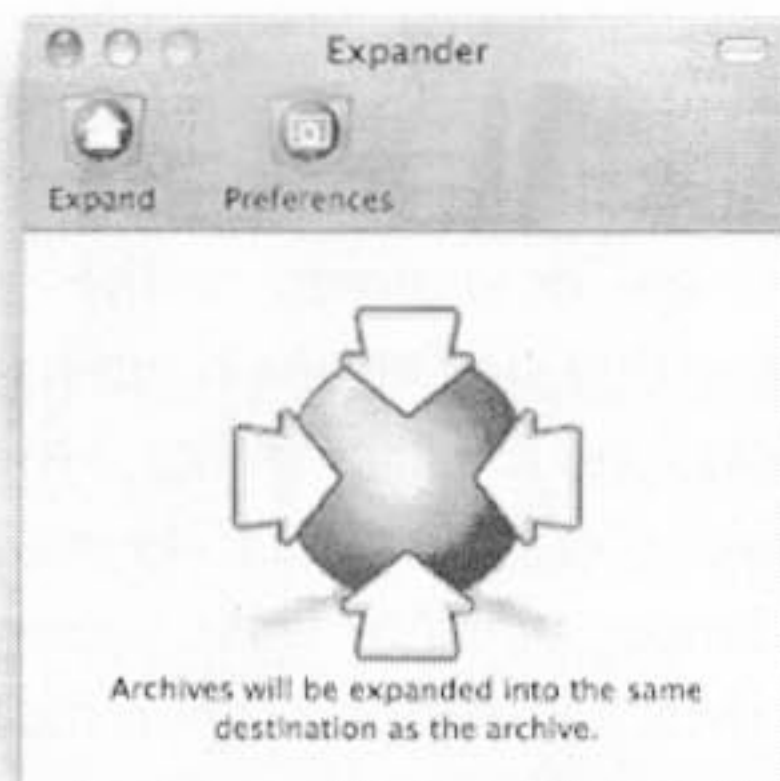 Expander
Expand Preferences
Archives will be expanded into the same
destination as the archive.